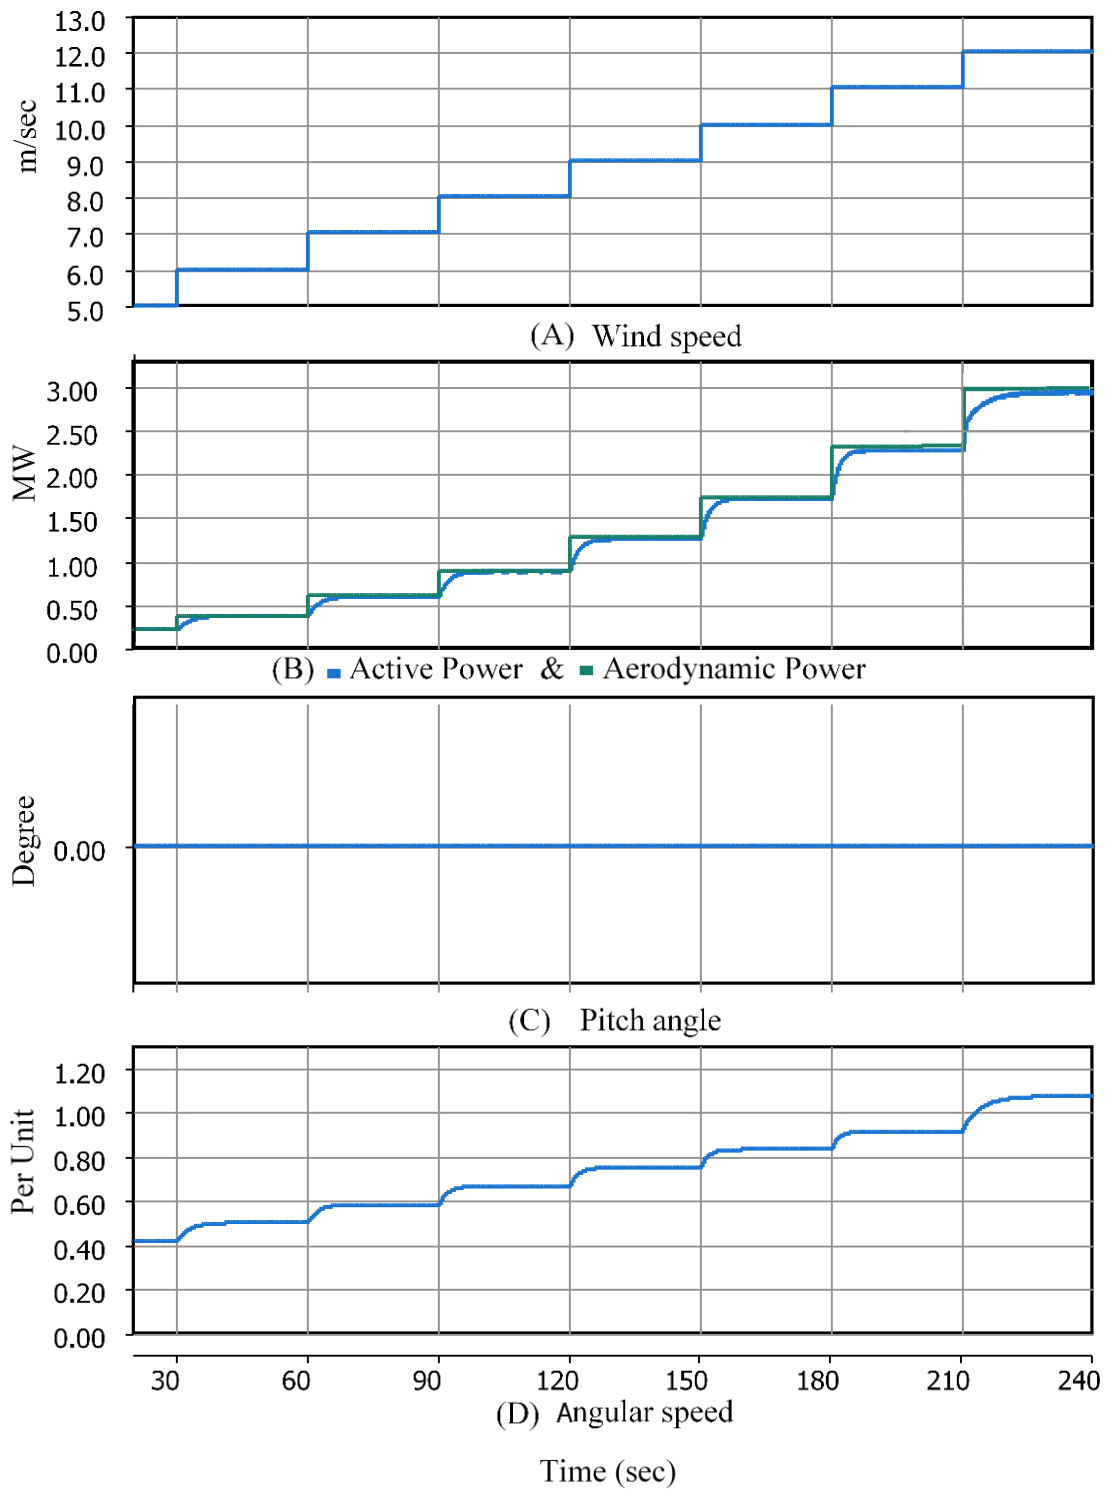 13.0
12.0
11.0
10.0
9.0
8.0
7.0
6.0
5.0
m/sec
(A) Wind speed
3.00
2.50
2.00
1.50
1.00
0.50
0.00
MW
(B) Active Power & Aerodynamic Power
0.00
Degree
(C) Pitch angle
1.20
1.00
0.80
0.60
0.40
0.20
0.00
Per Unit
30 60 90 120 150 180 210 240
(D) Angular speed
Time (sec)